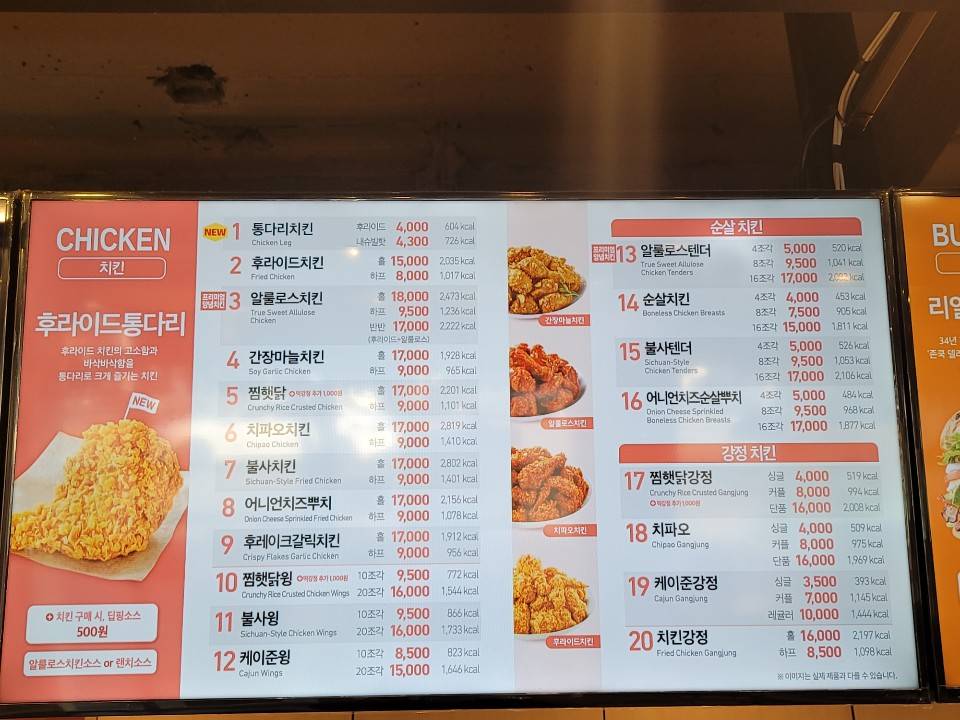 CHICKEN
치킨
후라이드통다리
후라이드 치킨의 고소함과
바삭바삭함을
통다리로 크게 즐기는 치킨
NEW
치킨 구매 시, 딥핑소스
500원
알룰로스치킨소스 or 랜치소스
NEW 1 통다리치킨 후라이드 4,000 604 kcal
Chicken Leg 내슈빌핫 4,300 726 kcal
2 후라이드치킨 홀 15,000 2,035 kcal
Fried Chicken 하프 8,000 1,017 kcal
프리미엄 양념치킨 3 알룰로스치킨 홀 18,000 2,473 kcal
True Sweet Allulose 하프 9,500 1,236 kcal
Chicken 반반 17,000 2,222 kcal
(후라이드+알룰로스)
4 간장마늘치킨 홀 17,000 1,928 kcal
Soy Garlic Chicken 하프 9,000 965 kcal
5 찜햇닭 떡강정 추가 1,000원 홀 17,000 2,201 kcal
Crunchy Rice Crusted Chicken 하프 9,000 1,101 kcal
6 치파오치킨 홀 17,000 2,819 kcal
Chipao Chicken 하프 9,000 1,410 kcal
7 불사치킨 홀 17,000 2,802 kcal
Sichuan-Style Fried Chicken 하프 9,000 1,401 kcal
8 어니언치즈뿌치 홀 17,000 2,156 kcal
Onion Cheese Sprinkled Fried Chicken 하프 9,000 1,078 kcal
9 후레이크갈릭치킨 홀 17,000 1,912 kcal
Crispy Flakes Garlic Chicken 하프 9,000 956 kcal
10 찜햇닭윙 떡강정 추가 1,000원 10조각 9,500 772 kcal
Crunchy Rice Crusted Chicken Wings 20조각 16,000 1,544 kcal
11 불사윙 10조각 9,500 866 kcal
Sichuan-Style Chicken Wings 20조각 16,000 1,733 kcal
12 케이준윙 10조각 8,500 823 kcal
Cajun Wings 20조각 15,000 1,646 kcal
간장마늘치킨
알룰로스치킨
치파오치킨
후라이드치킨
순살 치킨
프리미엄 양념치킨 13 알룰로스텐더 4조각 5,000 520 kcal
True Sweet Allulose 8조각 9,500 1,041 kcal
Chicken Tenders 16조각 17,000
14 순살치킨 4조각 4,000 453 kcal
Boneless Chicken Breasts 8조각 7,500 905 kcal
16조각 15,000 1,811 kcal
15 불사텐더 4조각 5,000 526 kcal
Sichuan-Style 8조각 9,500 1,053 kcal
Chicken Tenders 16조각 17,000 2,106 kcal
16 어니언치즈순살뿌치 4조각 5,000 484 kcal
Onion Cheese Sprinkled 8조각 9,500 968 kcal
Boneless Chicken Breasts 16조각 17,000 1,877 kcal
강정 치킨
17 찜햇닭강정 싱글 4,000 519 kcal
Crunchy Rice Crusted Gangjung 커플 8,000 994 kcal
떡강정 추가 1,000원 단품 16,000 2,008 kcal
18 치파오 싱글 4,000 509 kcal
Chipao Gangjung 커플 8,000 975 kcal
단품 16,000 1,969 kcal
19 케이준강정 싱글 3,500 393 kcal
Cajun Gangjung 커플 7,000 1,145 kcal
레귤러 10,000 1,444 kcal
20 치킨강정 홀 16,000 2,197 kcal
Fried Chicken Gangjung 하프 8,500 1,098 kcal
※ 이미지는 실제 제품과 다를 수 있습니다.
BU
리얼
34년